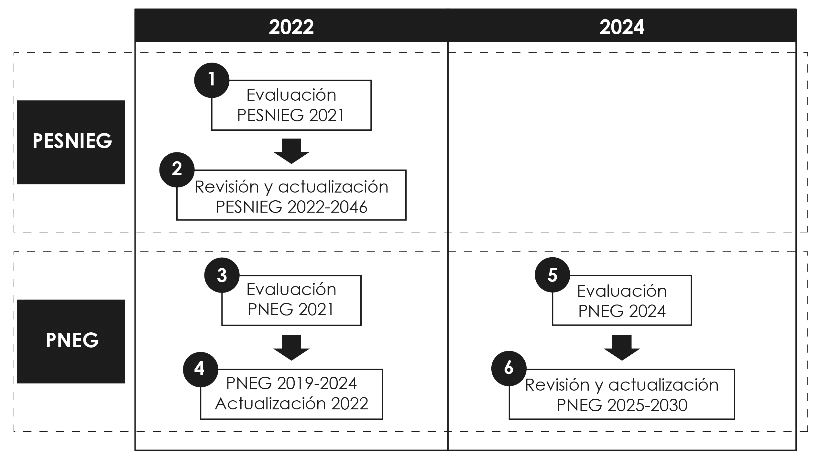 2022
2024
PESNIEG
1
Evaluación
PESNIEG 2021
2
Revisión y actualización
PESNIEG 2022-2046
PNEG
3
Evaluación
PNEG 2021
4
PNEG 2019-2024
Actualización 2022
5
Evaluación
PNEG 2024
6
Revisión y actualización
PNEG 2025-2030